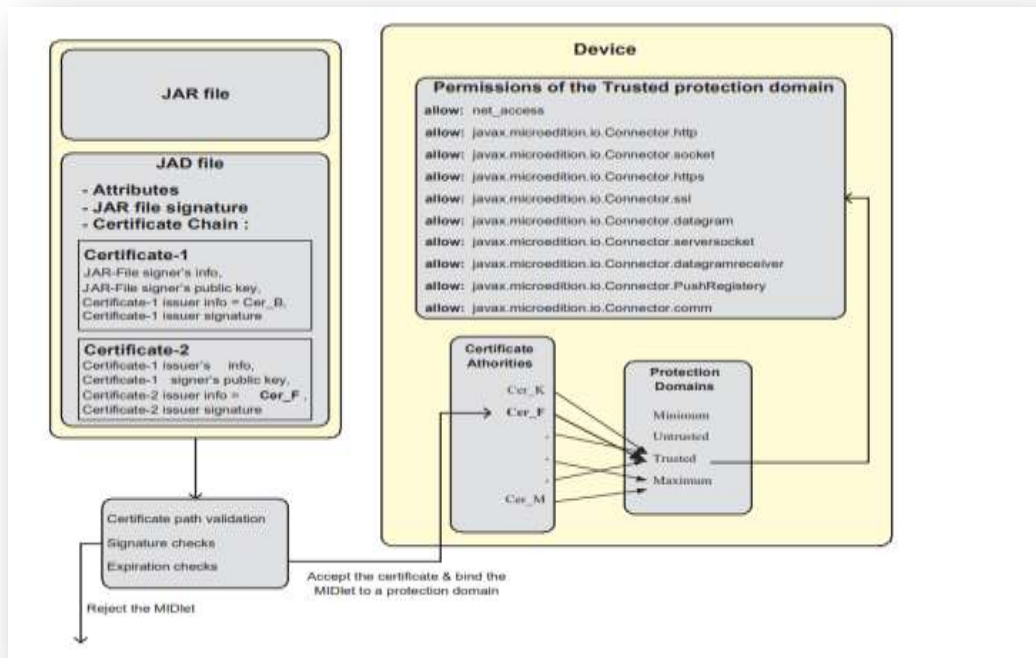 JAR file
JAD file
- Attributes
- JAR file signature
- Certificate Chain :
Certificate-1
JAR-File signer's info,
JAR-File signer's public key,
Certificate-1 issuer info = Cer_B,
Certificate-1 issuer signature
Certificate-2
Certificate-1 issuer's info,
Certificate-1 signer's public key,
Certificate-2 issuer info = Cer_F ,
Certificate-2 issuer signature
Certificate path validation
Signature checks
Expiration checks
Reject the MIDlet
Accept the certificate & bind the
MIDlet to a protection domain
Device
Permissions of the Trusted protection domain
allow: net_access
allow: javax.microedition.io.Connector.http
allow: javax.microedition.io.Connector.socket
allow: javax.microedition.io.Connector.https
allow: javax.microedition.io.Connector.ssl
allow: javax.microedition.io.Connector.datagram
allow: javax.microedition.io.Connector.serversocket
allow: javax.microedition.io.Connector.datagramreceiver
allow: javax.microedition.io.Connector.PushRegistery
allow: javax.microedition.io.Connector.comm
Certificate
Athorities
Cer_K
Cer_F
.
.
.
Cer_M
Protection
Domains
Minimum
Untrusted
Trusted
Maximum